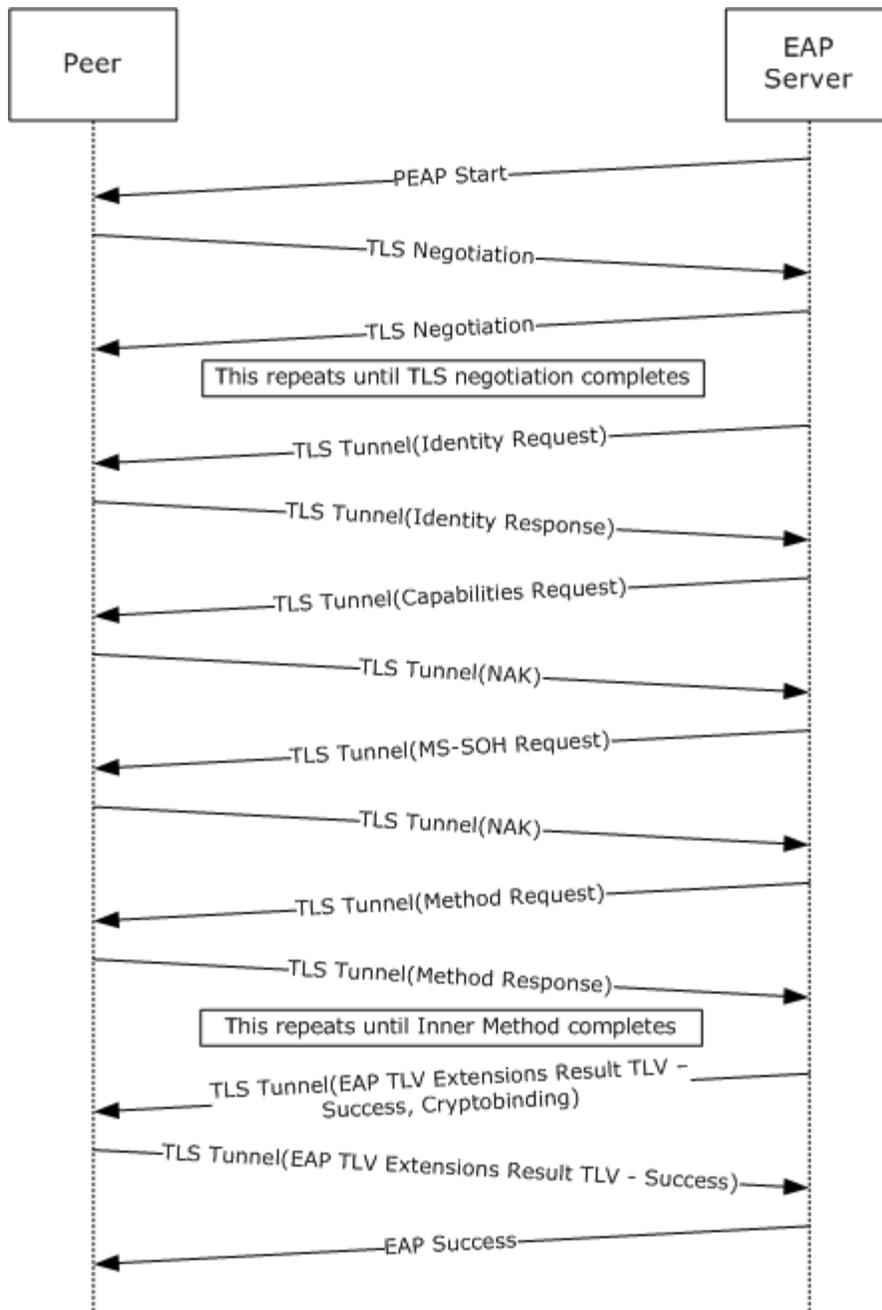 Peer
EAP
Server
PEAP Start
TLS Negotiation
TLS Negotiation
This repeats until TLS negotiation completes
TLS Tunnel(Identity Request)
TLS Tunnel(Identity Response)
TLS Tunnel(Capabilities Request)
TLS Tunnel(NAK)
TLS Tunnel(MS-SOH Request)
TLS Tunnel(NAK)
TLS Tunnel(Method Request)
TLS Tunnel(Method Response)
This repeats until Inner Method completes
TLS Tunnel(EAP TLV Extensions Result TLV –
Success, Cryptobinding)
TLS Tunnel(EAP TLV Extensions Result TLV - Success)
EAP Success